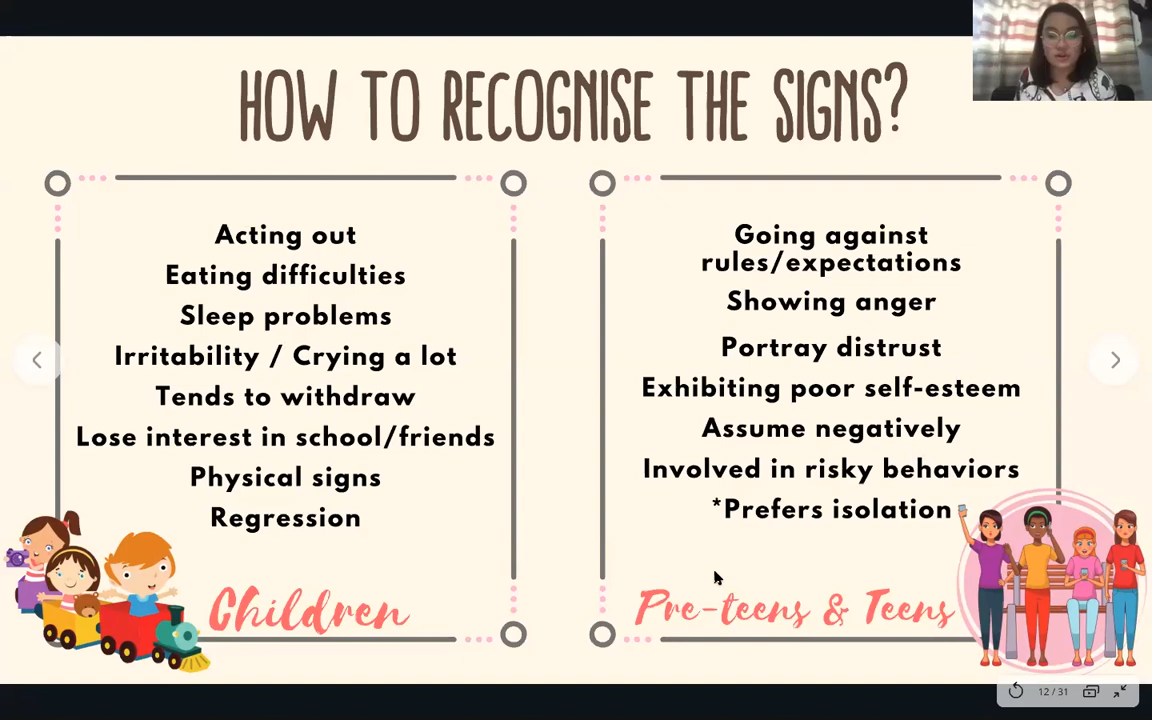 HOW TO RECOGNISE THE SIGNS?
Acting out
Eating difficulties
Sleep problems
Irritability / Crying a lot
Tends to withdraw
Lose interest in school/friends
Physical signs
Regression
Children
Going against
rules/expectations
Showing anger
Portray distrust
Exhibiting poor self-esteem
Assume negatively
Involved in risky behaviors
*Prefers isolation
Pre-teens & Teens
12/31